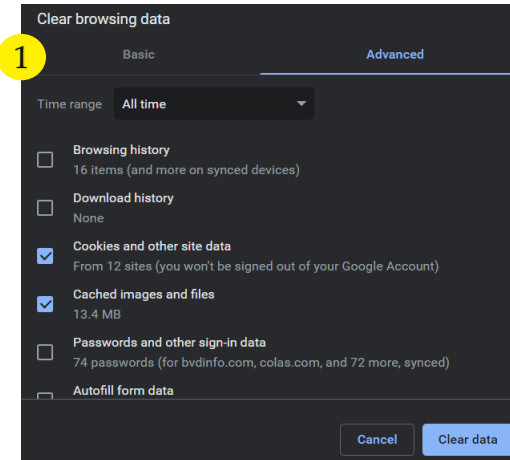 Clear browsing data
1
Basic
Advanced
Time range
All time
Browsing history
16 items (and more on synced devices)
Download history
None
Cookies and other site data
From 12 sites (you won't be signed out of your Google Account)
Cached images and files
13.4 MB
Passwords and other sign-in data
74 passwords (for bvdinfo.com, colas.com, and 72 more, synced)
Autofill form data
Cancel
Clear data